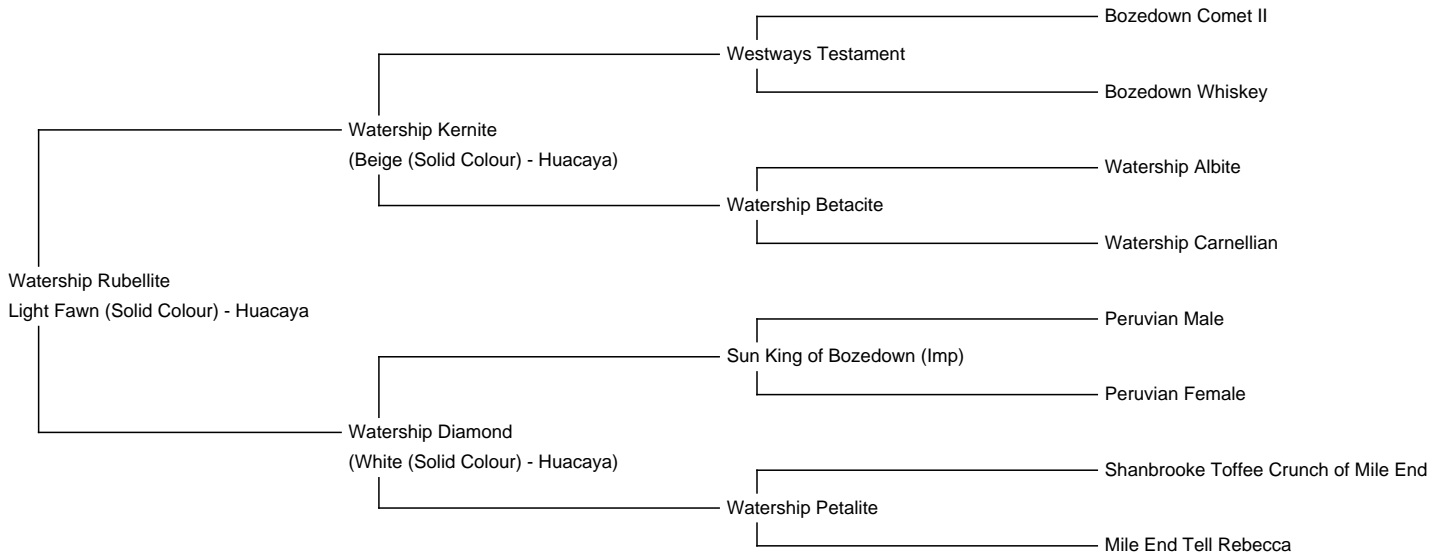 Bozedown Comet II
Westways Testament
Bozedown Whiskey
Watership Kernite
(Beige (Solid Colour) - Huacaya)
Watership Albite
Watership Betacite
Watership Carnellian
Watership Rubellite
Light Fawn (Solid Colour) - Huacaya
Peruvian Male
Sun King of Bozedown (Imp)
Peruvian Female
Watership Diamond
(White (Solid Colour) - Huacaya)
Shanbrooke Toffee Crunch of Mile End
Watership Petalite
Mile End Tell Rebecca